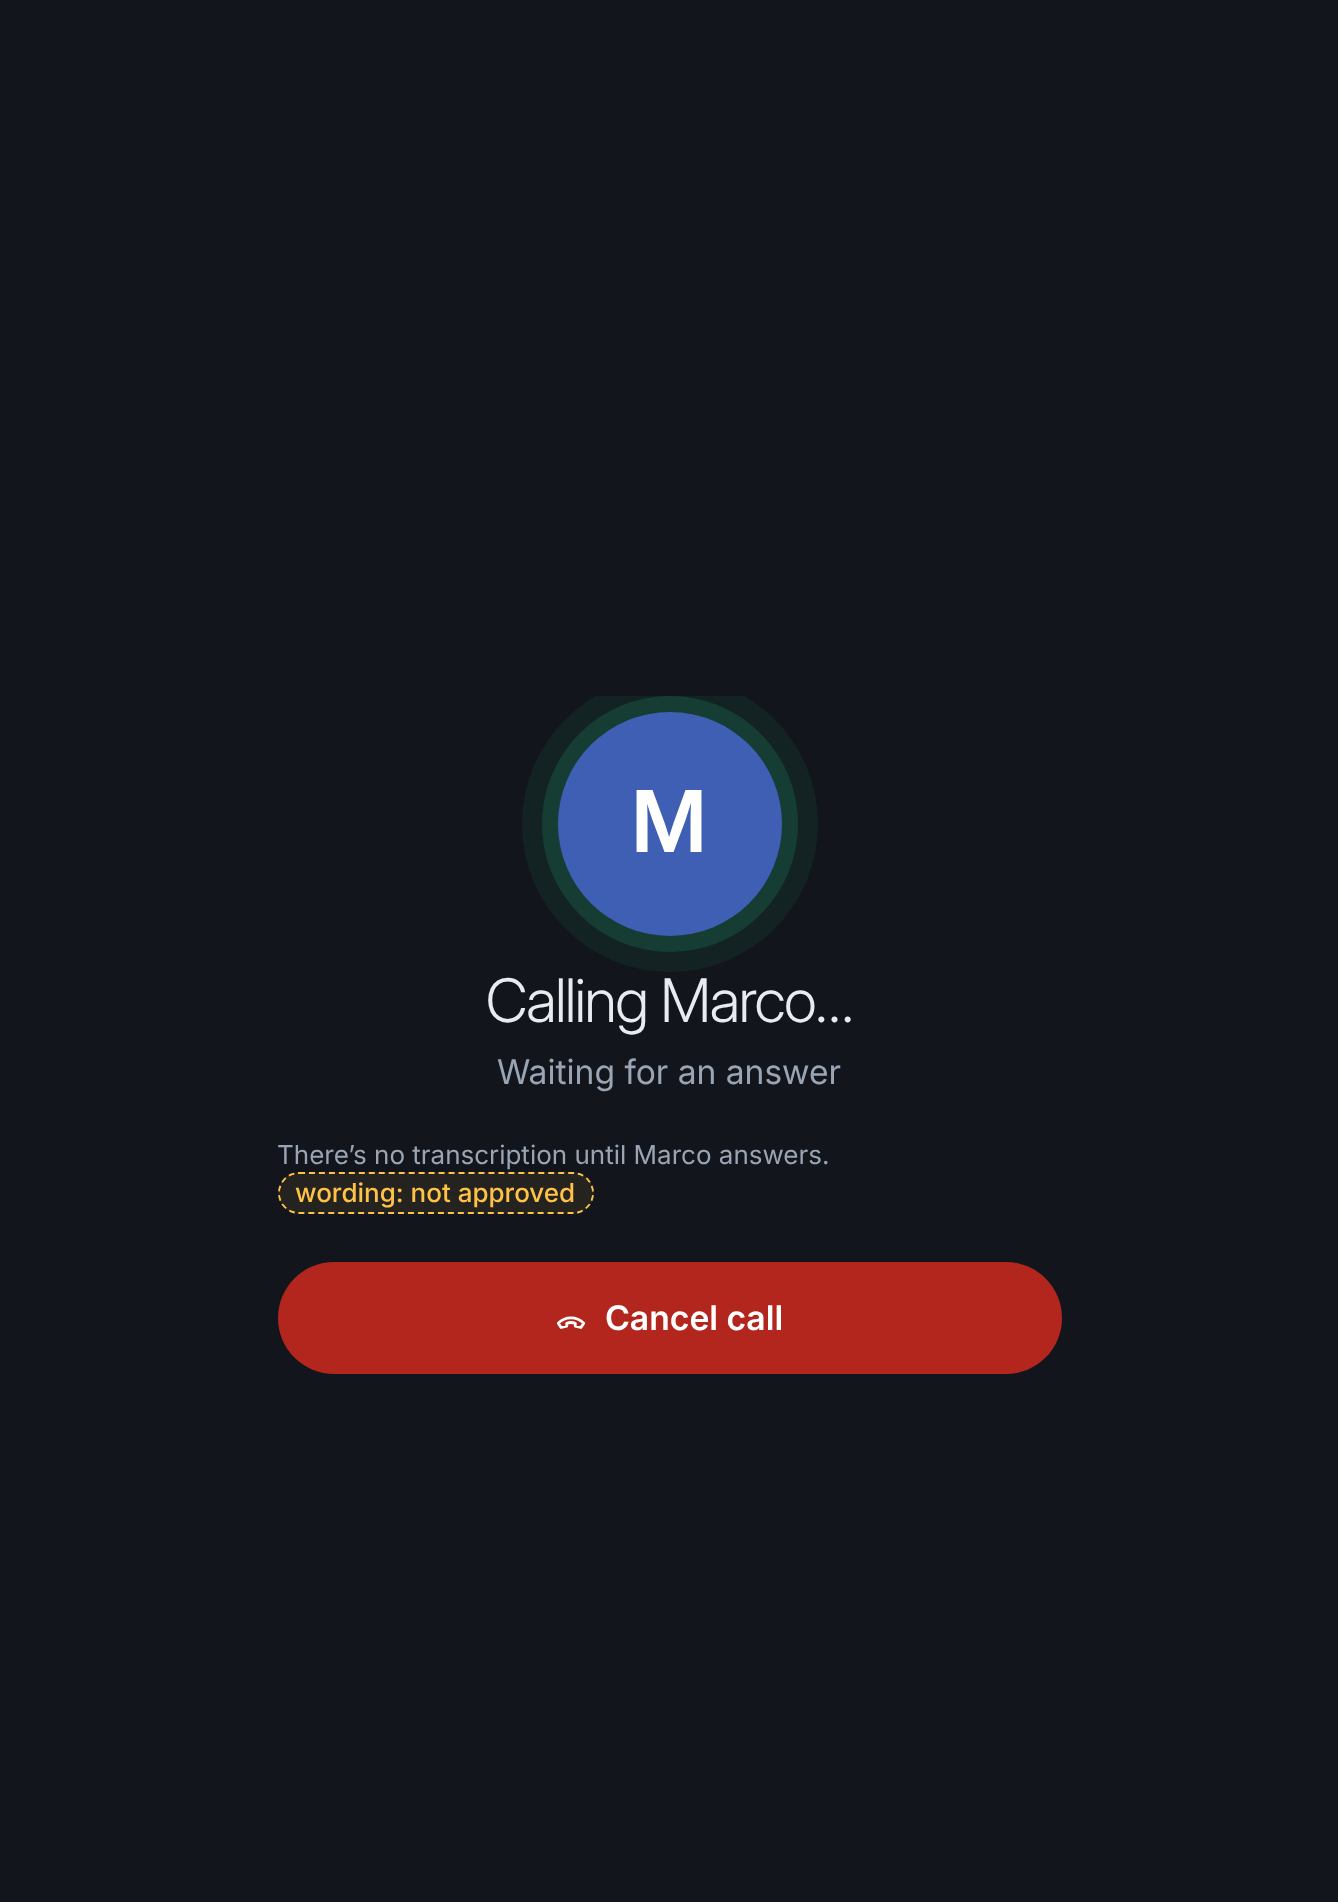 M
Calling Marco…
Waiting for an answer
There’s no transcription until Marco answers.
wording: not approved
Cancel call